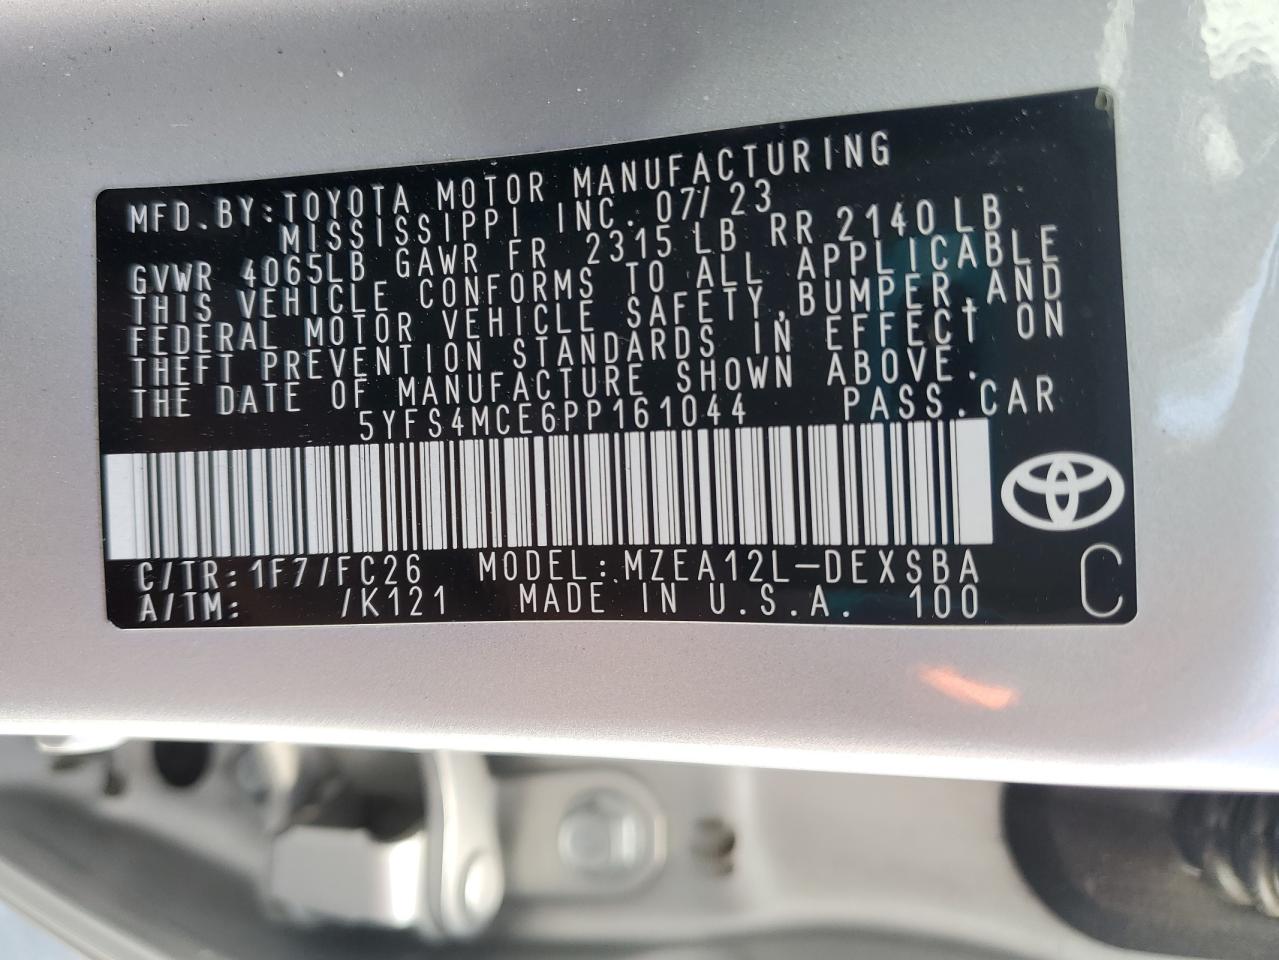 MFD.BY:TOYOTA MOTOR MANUFACTURING
MISSISSIPPI INC. 07/23
GVWR 4065LB GAWR FR 2315LB RR 2140LB
THIS VEHICLE CONFORMS TO ALL APPLICABLE
FEDERAL MOTOR VEHICLE SAFETY,BUMPER,AND
THEFT PREVENTION STANDARDS IN EFFECT ON
THE DATE OF MANUFACTURE SHOWN ABOVE.
5YFS4MCE6PP161044 PASS.CAR
C/TR:1F7/FC26 MODEL:MZEA12L-DEXSBA
A/TM: /K121 MADE IN U.S.A. 100
C